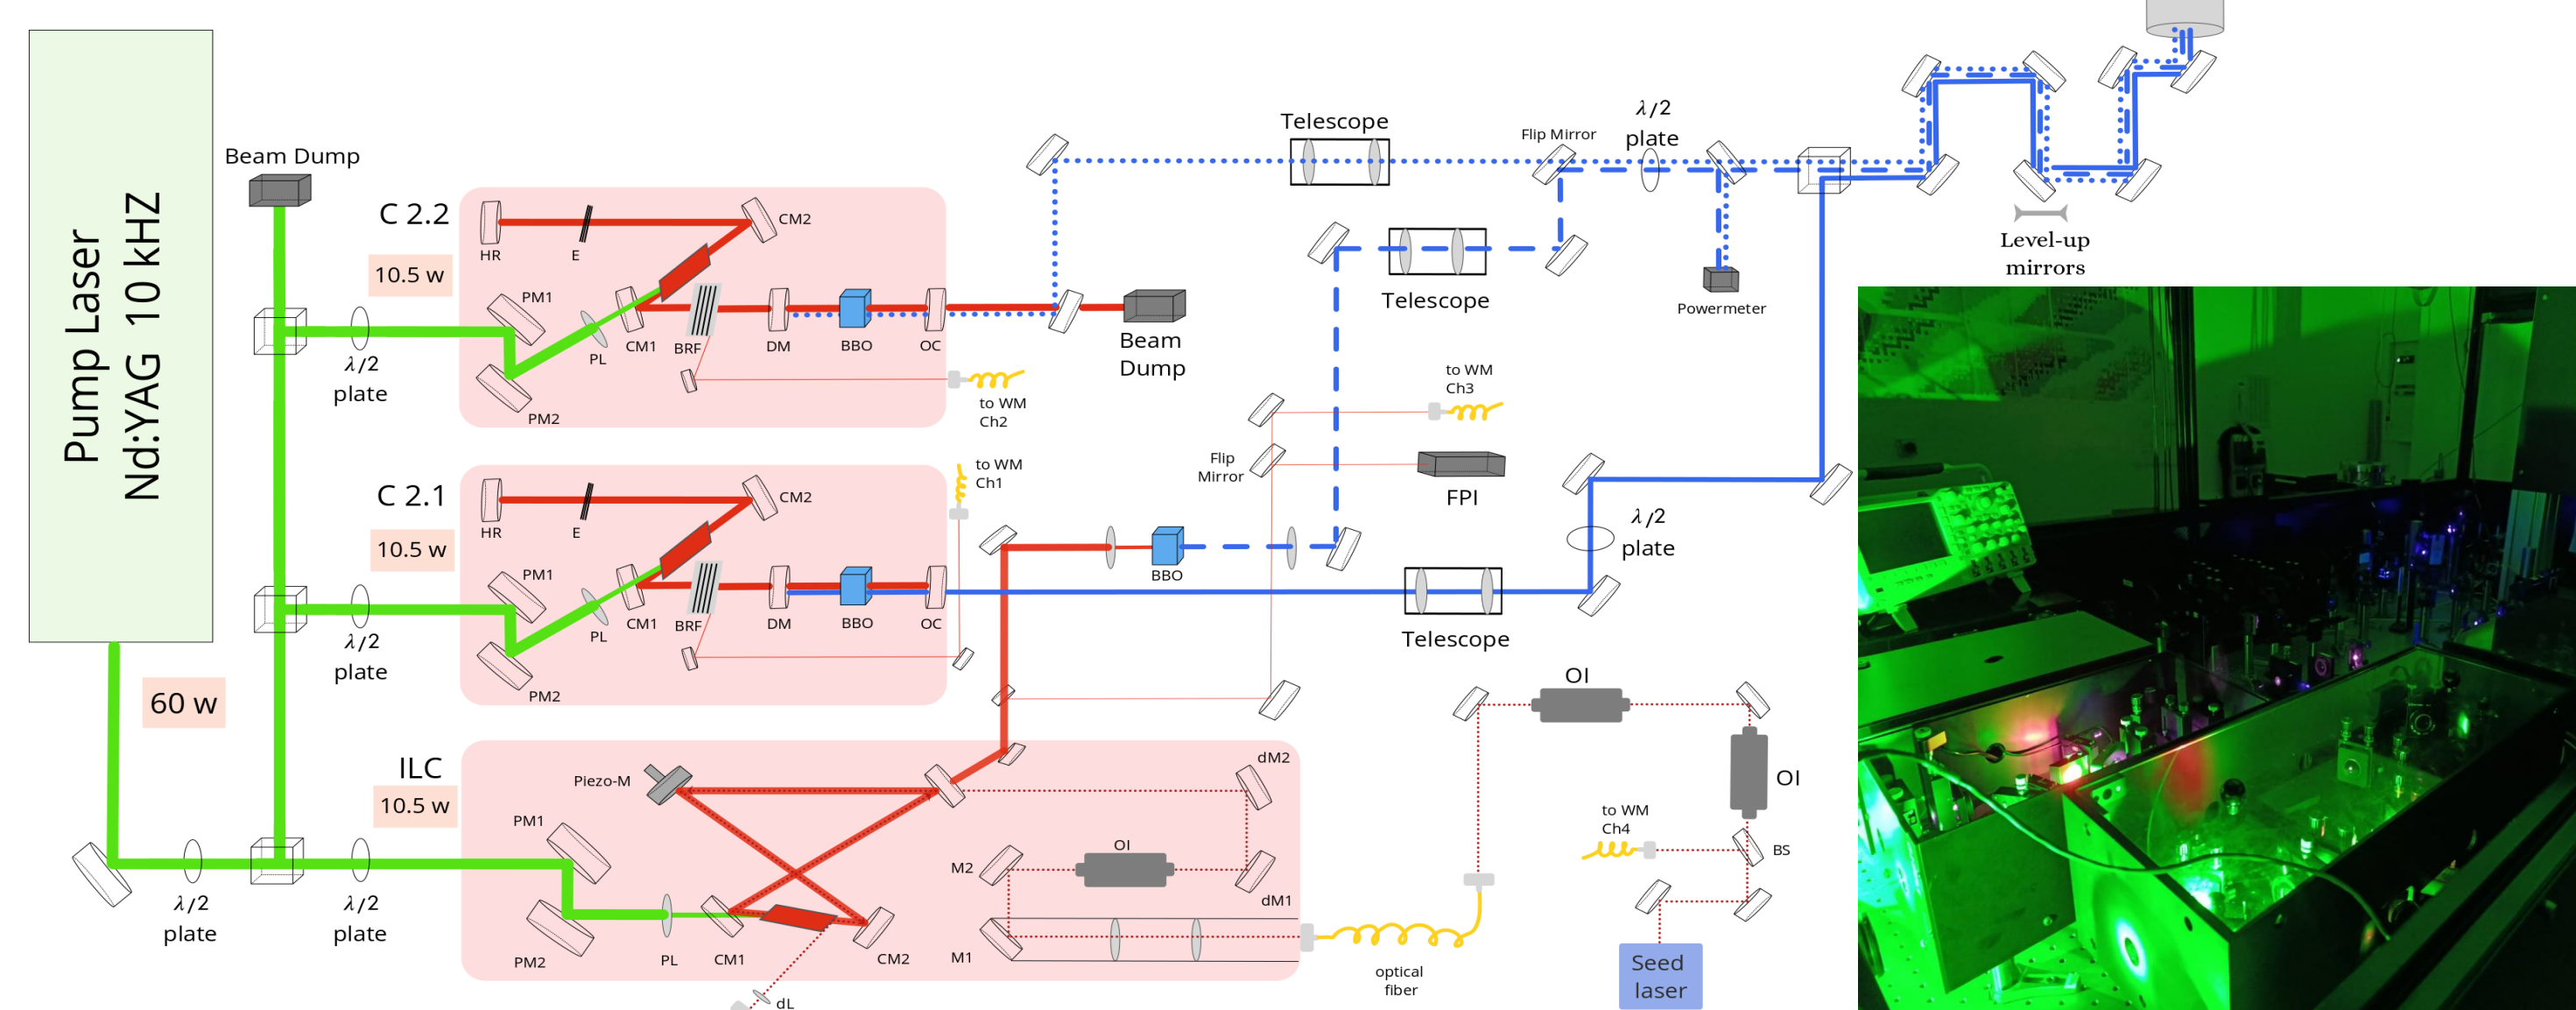 Pump Laser
Nd:YAG 10 kHZ
60 w
Beam Dump
λ/2
plate
λ/2
plate
λ/2
plate
λ/2
plate
C 2.2
10.5 w
HR
E
CM2
PM1
PM2
PL
CM1
BRF
DM
BBO
OC
to WM
Ch2
Beam
Dump
C 2.1
10.5 w
HR
E
CM2
PM1
PM2
PL
CM1
BRF
DM
BBO
OC
to WM
Ch1
ILC
10.5 w
Piezo-M
PM1
PM2
PL
CM1
CM2
dL
M2
M1
OI
dM2
dM1
optical
fiber
Telescope
Flip Mirror
λ/2
plate
Telescope
Powermeter
Level-up
mirrors
to WM
Ch3
Flip
Mirror
FPI
BBO
λ/2
plate
Telescope
OI
OI
to WM
Ch4
BS
Seed
laser